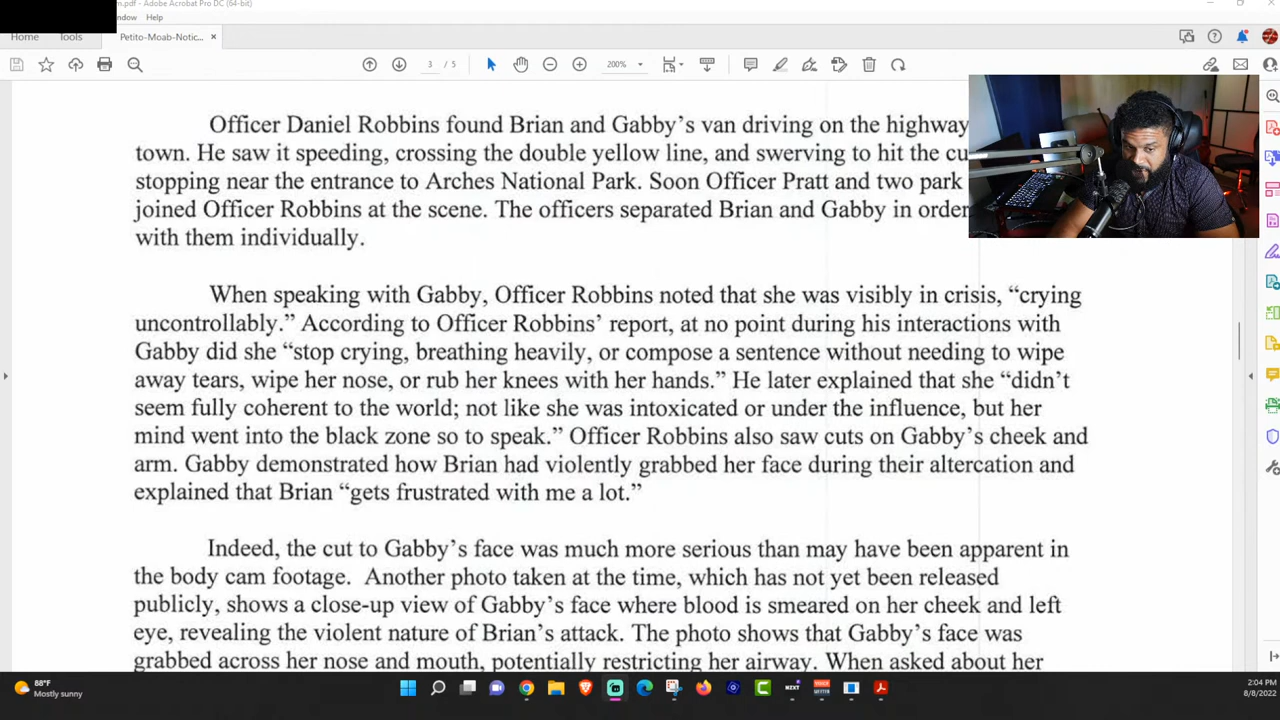 m.pdf - Adobe Acrobat Pro DC (64-bit)
ndow Help
Home Tools Petito-Moab-Notic... ×
3 / 5 200%
Officer Daniel Robbins found Brian and Gabby’s van driving on the highway
town. He saw it speeding, crossing the double yellow line, and swerving to hit the cu
stopping near the entrance to Arches National Park. Soon Officer Pratt and two park
joined Officer Robbins at the scene. The officers separated Brian and Gabby in order
with them individually.
When speaking with Gabby, Officer Robbins noted that she was visibly in crisis, “crying
uncontrollably.” According to Officer Robbins’ report, at no point during his interactions with
Gabby did she “stop crying, breathing heavily, or compose a sentence without needing to wipe
away tears, wipe her nose, or rub her knees with her hands.” He later explained that she “didn’t
seem fully coherent to the world; not like she was intoxicated or under the influence, but her
mind went into the black zone so to speak.” Officer Robbins also saw cuts on Gabby’s cheek and
arm. Gabby demonstrated how Brian had violently grabbed her face during their altercation and
explained that Brian “gets frustrated with me a lot.”
Indeed, the cut to Gabby’s face was much more serious than may have been apparent in
the body cam footage. Another photo taken at the time, which has not yet been released
publicly, shows a close-up view of Gabby’s face where blood is smeared on her cheek and left
eye, revealing the violent nature of Brian’s attack. The photo shows that Gabby’s face was
grabbed across her nose and mouth, potentially restricting her airway. When asked about her
88°F
Mostly sunny
NZXT
2:04 PM
8/8/2022